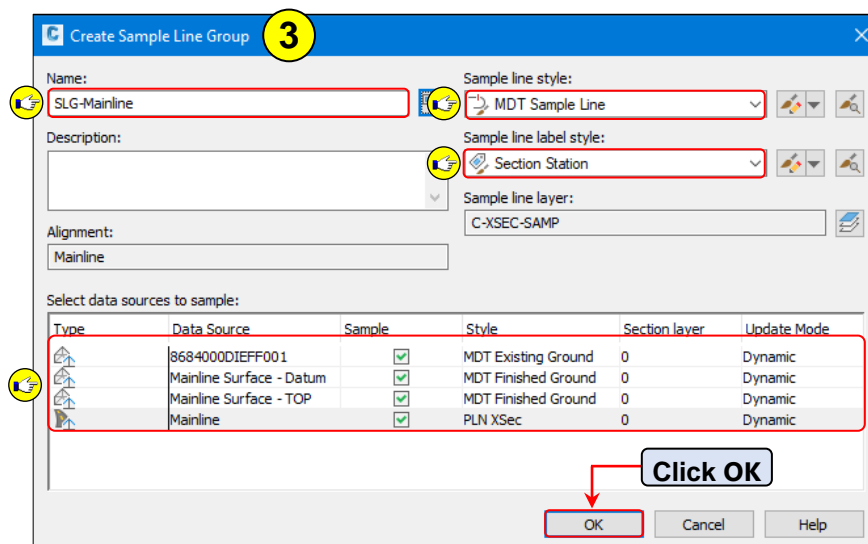 Create Sample Line Group
3
Name:
SLG-Mainline
Sample line style:
MDT Sample Line
Description:
Sample line label style:
Section Station
Sample line layer:
C-XSEC-SAMP
Alignment:
Mainline
Select data sources to sample:
Type Data Source Sample Style Section layer Update Mode
8684000DIEFF001 MDT Existing Ground 0 Dynamic
Mainline Surface - Datum MDT Finished Ground 0 Dynamic
Mainline Surface - TOP MDT Finished Ground 0 Dynamic
Mainline PLN XSec 0 Dynamic
Click OK
OK Cancel Help